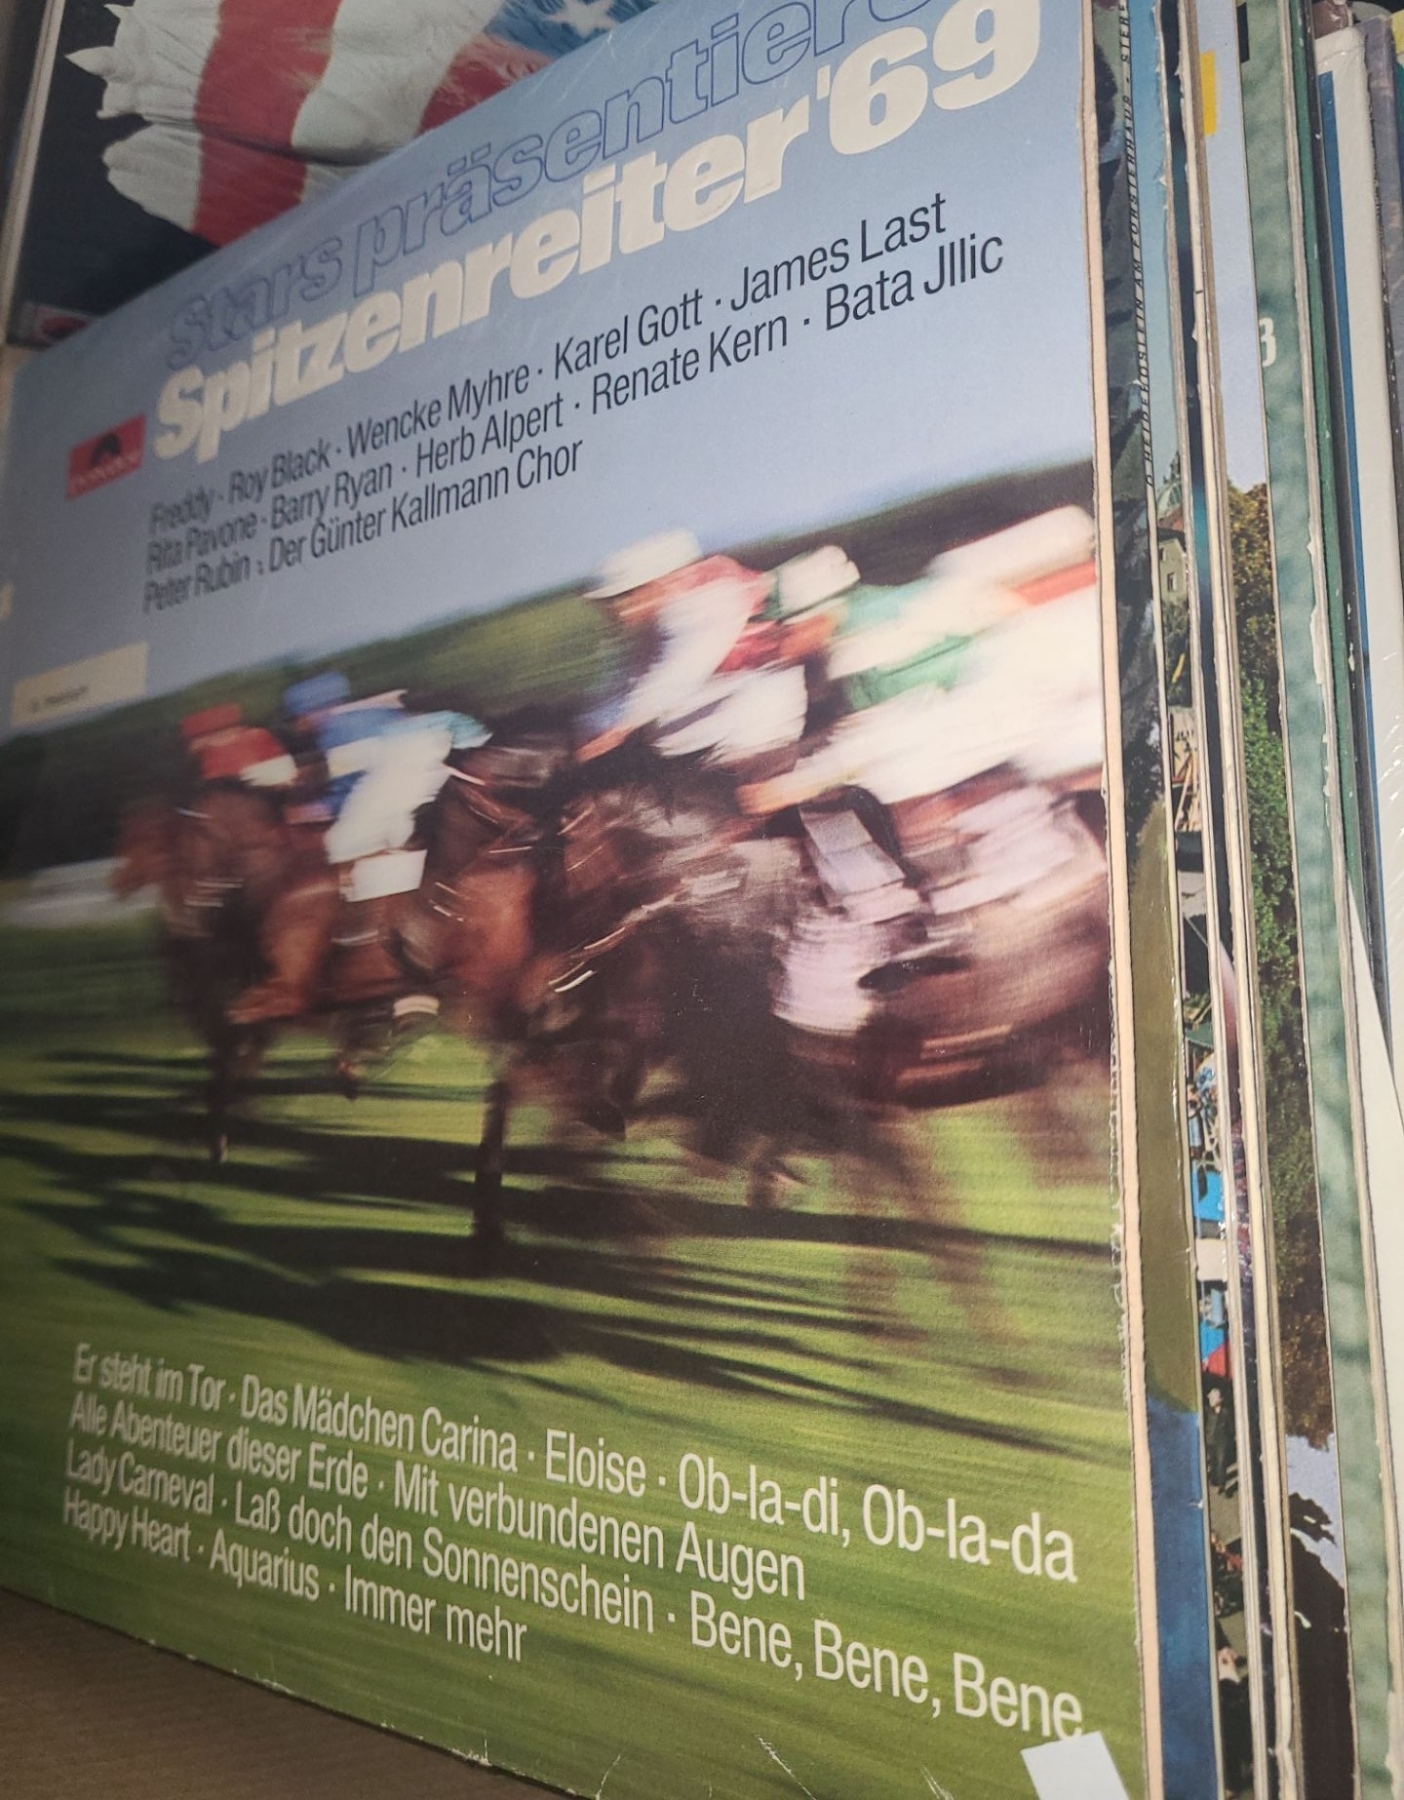 Stars präsentieren
Spitzenreiter '69
polydor
Freddy · Roy Black · Wencke Myhre · Karel Gott · James Last
Rita Pavone · Barry Ryan · Herb Alpert · Renate Kern · Bata Jllic
Peter Rubin · Der Günter Kallmann Chor
Er steht im Tor · Das Mädchen Carina · Eloise · Ob-la-di, Ob-la-da
Alle Abenteuer dieser Erde · Mit verbundenen Augen
Lady Carneval · Laß doch den Sonnenschein · Bene, Bene, Bene
Happy Heart · Aquarius · Immer mehr